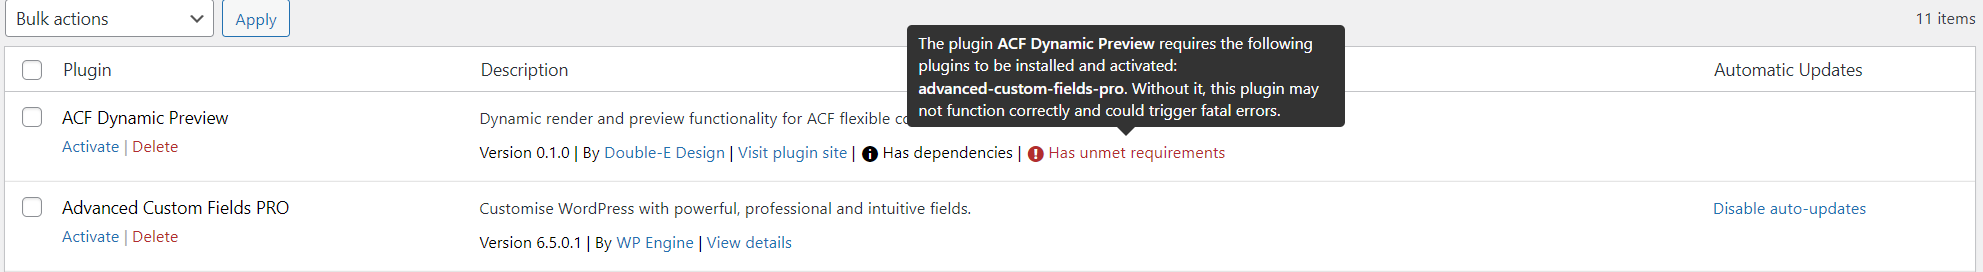 Bulk actions
Apply
11 items
Plugin
Description
Automatic Updates
The plugin ACF Dynamic Preview requires the following
plugins to be installed and activated:
advanced-custom-fields-pro. Without it, this plugin may
not function correctly and could trigger fatal errors.
ACF Dynamic Preview
Activate | Delete
Dynamic render and preview functionality for ACF flexible
Version 0.1.0 | By Double-E Design | Visit plugin site | Has dependencies | Has unmet requirements
Advanced Custom Fields PRO
Activate | Delete
Customise WordPress with powerful, professional and intuitive fields.
Version 6.5.0.1 | By WP Engine | View details
Disable auto-updates